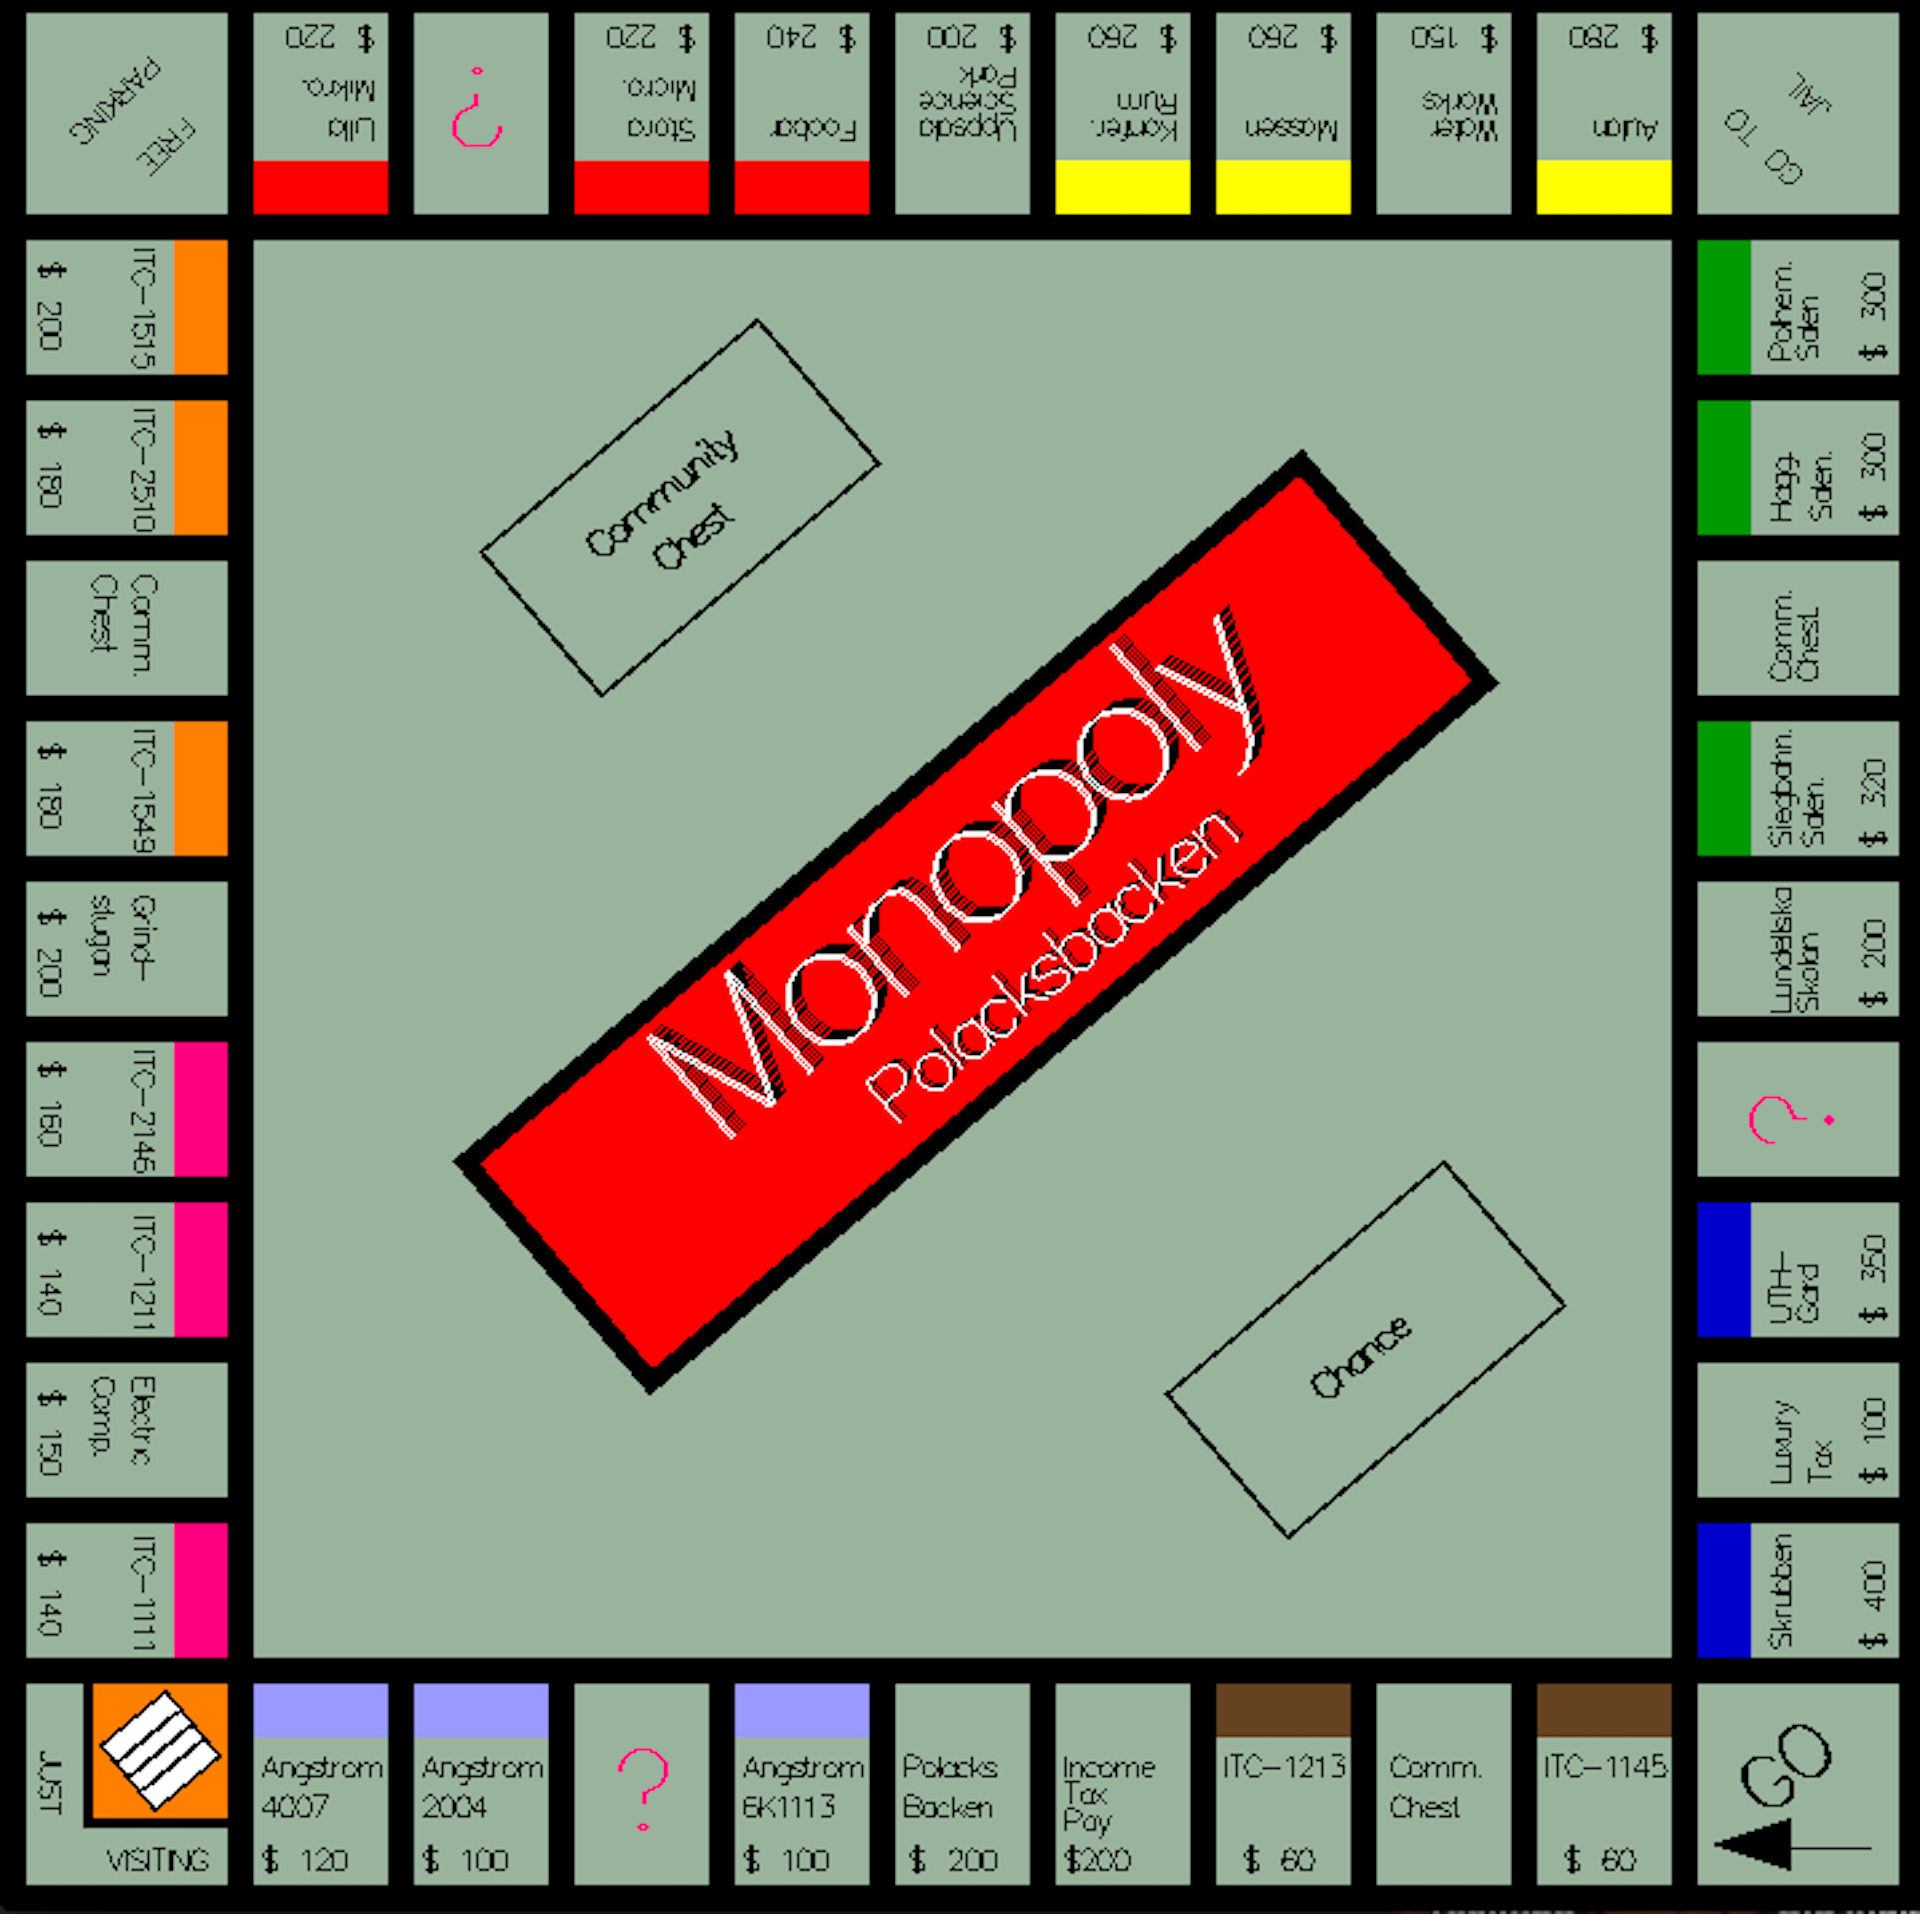 FREE
PARKING
Lilla
Mikro.
$ 220
?
Stora
Micro.
$ 220
Foobar
$ 240
Uppsala
Science
Park
$ 200
Konfer.
Rum
$ 260
Massen
$ 260
Water
Works
$ 150
$ 280
GO TO
JAIL
Polhem.
Salen
$ 300
Hagg.
Salen.
$ 300
Comm.
Chest
Siegbahn.
Salen.
$ 320
$ 200
?
UTH-
Gard
$ 350
Luxury
Tax
$ 100
Skrubben
$ 400
GO
ITC-1145
$ 60
Comm.
Chest
ITC-1213
$ 60
Income
Tax
Pay
$200
Polacks
Backen
$ 200
Angstrom
6K1113
$ 100
?
Angstrom
2004
$ 100
Angstrom
4007
$ 120
JUST
VISITING
ITC-1111
$ 140
Electric
Comp.
$ 150
ITC-1211
$ 140
ITC-2146
$ 160
Grind-
stugan
$ 200
ITC-1549
$ 180
Comm.
Chest
ITC-2510
$ 180
ITC-1515
$ 200
Community
Chest
Monopoly
Polacksbacken
Chance